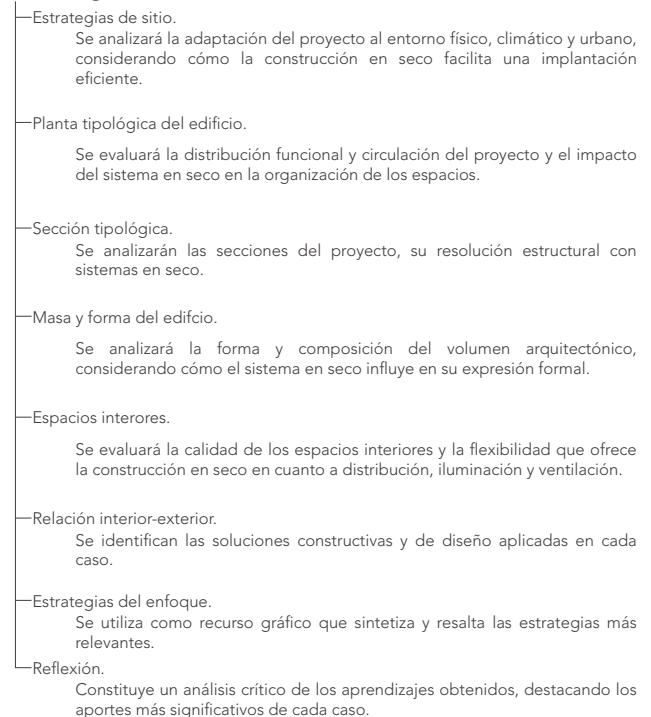 Estrategias de sitio.
Se analizará la adaptación del proyecto al entorno físico, climático y urbano,
considerando cómo la construcción en seco facilita una implantación
eficiente.
Planta tipológica del edificio.
Se evaluará la distribución funcional y circulación del proyecto y el impacto
del sistema en seco en la organización de los espacios.
Sección tipológica.
Se analizarán las secciones del proyecto, su resolución estructural con
sistemas en seco.
Masa y forma del edifcio.
Se analizará la forma y composición del volumen arquitectónico,
considerando cómo el sistema en seco influye en su expresión formal.
Espacios interores.
Se evaluará la calidad de los espacios interiores y la flexibilidad que ofrece
la construcción en seco en cuanto a distribución, iluminación y ventilación.
Relación interior-exterior.
Se identifican las soluciones constructivas y de diseño aplicadas en cada
caso.
Estrategias del enfoque.
Se utiliza como recurso gráfico que sintetiza y resalta las estrategias más
relevantes.
Reflexión.
Constituye un análisis crítico de los aprendizajes obtenidos, destacando los
aportes más significativos de cada caso.